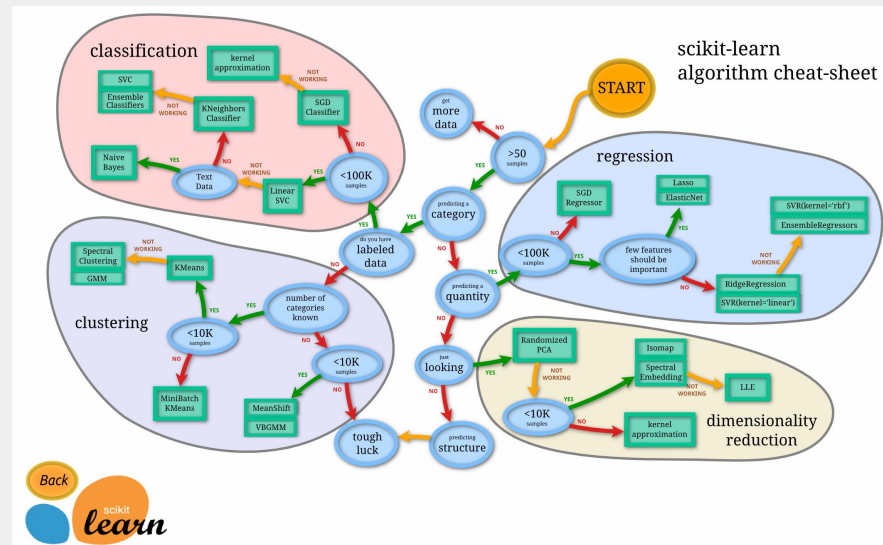 scikit-learn
algorithm cheat-sheet
START
classification
kernel
approximation
NOT
WORKING
SVC
Ensemble
Classifiers
NOT
WORKING
KNeighbors
Classifier
SGD
Classifier
NO
NO
Naive
Bayes
YES
Text
Data
NOT
WORKING
Linear
SVC
YES
<100K
samples
YES
get
more
data
NO
>50
samples
YES
predicting a
category
YES
NO
do you have
labeled
data
NO
predicting a
quantity
YES
NO
just
looking
YES
NO
predicting
structure
tough
luck
regression
SGD
Regressor
NO
<100K
samples
YES
Lasso
ElasticNet
YES
few features
should be
important
NO
SVR(kernel='rbf')
EnsembleRegressors
NOT
WORKING
RidgeRegression
SVR(kernel='linear')
clustering
Spectral
Clustering
GMM
NOT
WORKING
KMeans
YES
<10K
samples
YES
NO
number of
categories
known
NO
MiniBatch
KMeans
<10K
samples
YES
NO
MeanShift
VBGMM
Randomized
PCA
NOT
WORKING
<10K
samples
YES
NO
Isomap
Spectral
Embedding
NOT
WORKING
LLE
kernel
approximation
dimensionality
reduction
Back
scikit
learn